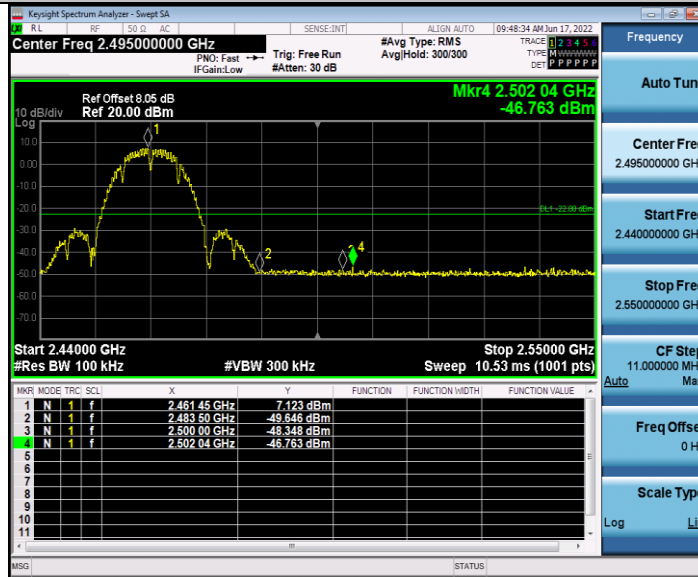 Keysight Spectrum Analyzer - Swept SA
RL RF 50 Ω AC SENSE:INT ALIGN AUTO 09:48:34 AM Jun 17, 2022
Center Freq 2.495000000 GHz
#Avg Type: RMS
TRACE 1 2 3 4 5 6
PNO: Fast
Trig: Free Run
Avg|Hold: 300/300
TYPE M W W W W W
IFGain:Low
#Atten: 30 dB
DET P P P P P P
Ref Offset 8.05 dB
Mkr4 2.502 04 GHz
10 dB/div Ref 20.00 dBm
-46.763 dBm
Log
10.0
0.00
-10.0
-20.0
-30.0
-40.0
-50.0
-60.0
-70.0
1
2
4
DL1 -22.88 dBm
Start 2.44000 GHz
Stop 2.55000 GHz
#Res BW 100 kHz
#VBW 300 kHz
Sweep 10.53 ms (1001 pts)
MKR MODE TRC SCL X Y FUNCTION FUNCTION WIDTH FUNCTION VALUE
1 N 1 f 2.461 45 GHz 7.123 dBm
2 N 1 f 2.483 50 GHz -49.646 dBm
3 N 1 f 2.500 00 GHz -48.348 dBm
4 N 1 f 2.502 04 GHz -46.763 dBm
5
6
7
8
9
10
11
MSG
STATUS
Frequency
Auto Tun
Center Fre
2.495000000 GH
Start Fre
2.440000000 GH
Stop Fre
2.550000000 GH
CF Ste
11.000000 MH
Auto Ma
Freq Offse
0 H
Scale Typ
Log Li